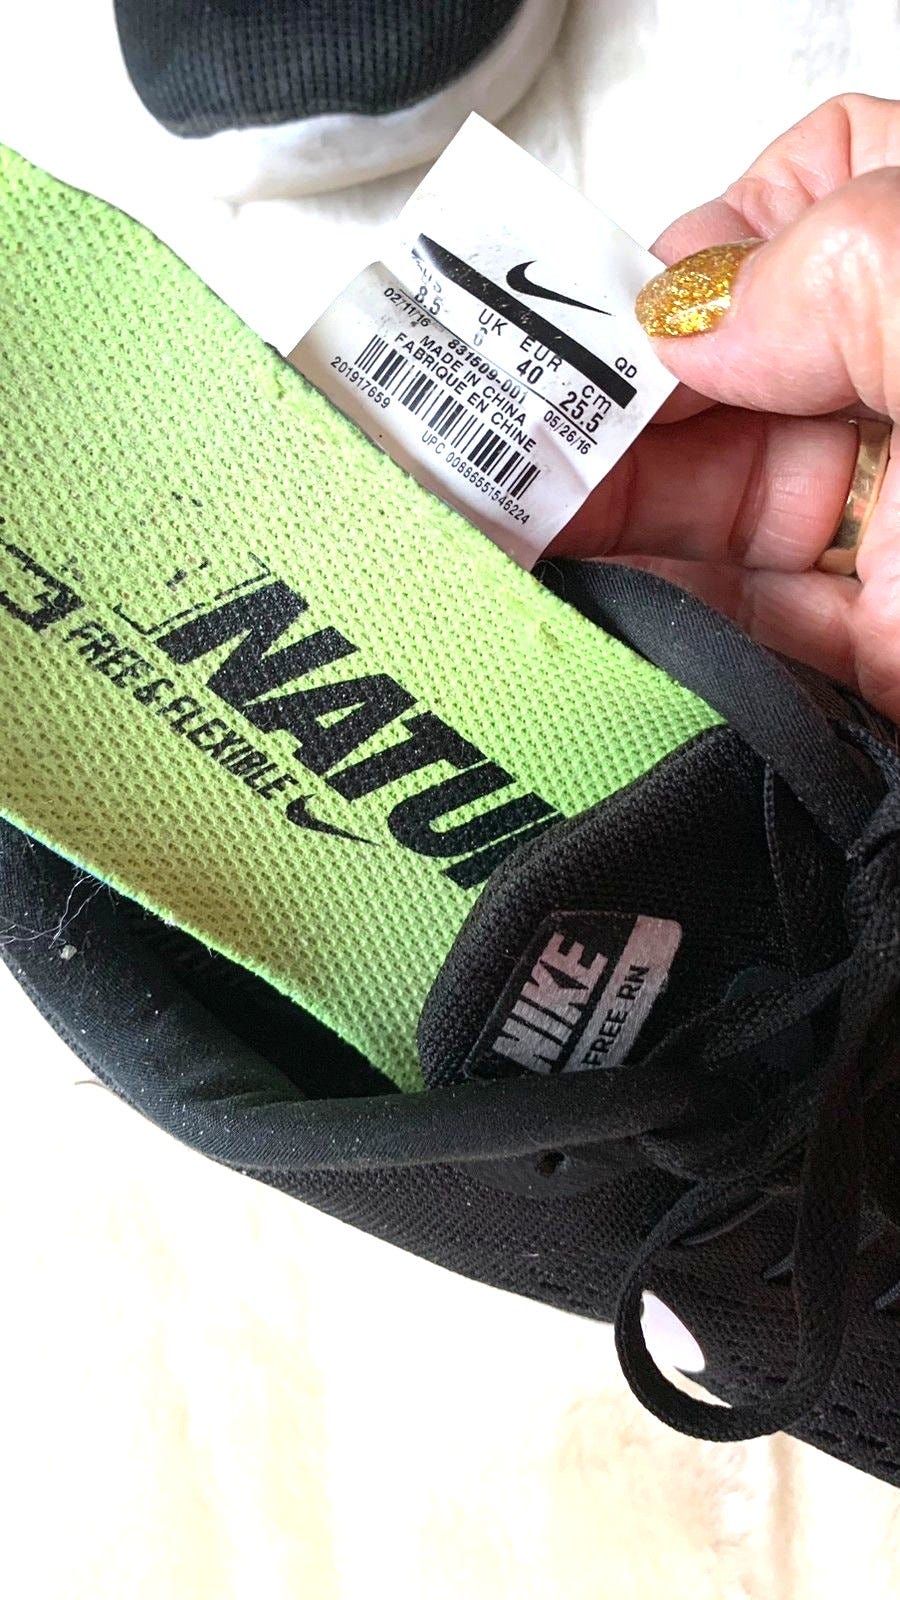 US UK EUR cm
8.5 6 40 25.5
QD
02/11/16 05/26/16
831509-001
MADE IN CHINA
FABRIQUE EN CHINE
201917659
UPC 00886551546224
NATU
FREE & FLEXIBLE
NIKE
FREE RN